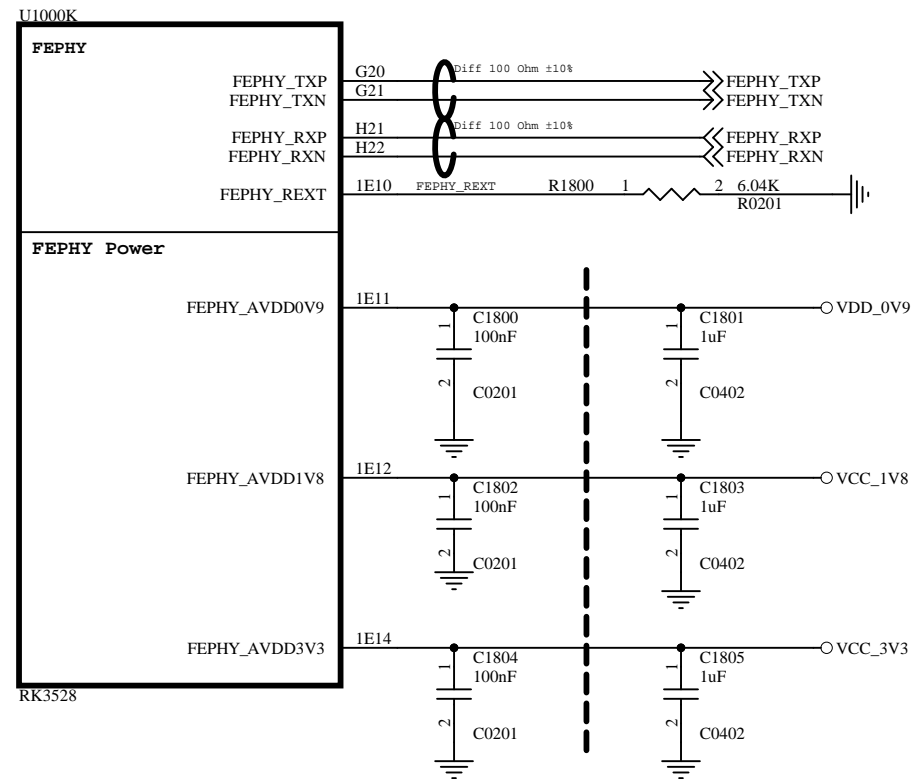 U1000K
FEPHY
FEPHY_TXP G20 Diff 100 Ohm ±10% FEPHY_TXP
FEPHY_TXN G21 FEPHY_TXN
FEPHY_RXP H21 Diff 100 Ohm ±10% FEPHY_RXP
FEPHY_RXN H22 FEPHY_RXN
FEPHY_REXT 1E10 FEPHY_REXT R1800 1 2 6.04K
R0201
FEPHY Power
FEPHY_AVDD0V9 1E11 VDD_0V9
1 C1800 1 C1801
100nF 1uF
2 C0201 2 C0402
FEPHY_AVDD1V8 1E12 VCC_1V8
1 C1802 1 C1803
100nF 1uF
2 C0201 2 C0402
FEPHY_AVDD3V3 1E14 VCC_3V3
1 C1804 1 C1805
100nF 1uF
RK3528
2 C0201 2 C0402